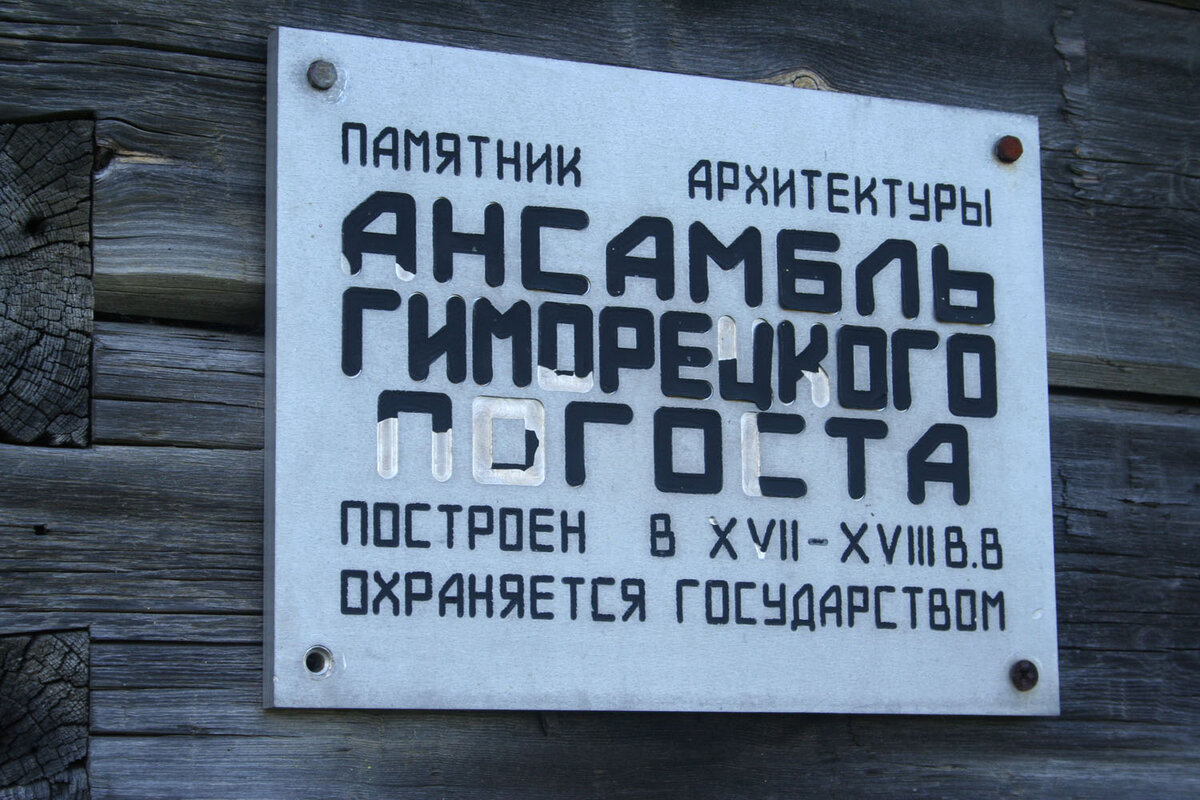 ПАМЯТНИК АРХИТЕКТУРЫ
АНСАМБЛЬ
ГИМОРЕЦКОГО
ПОГОСТА
ПОСТРОЕН В XVII-XVIII В.В
ОХРАНЯЕТСЯ ГОСУДАРСТВОМ